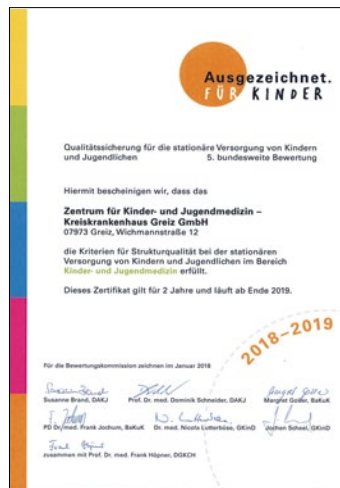 Ausgezeichnet.
FÜR KINDER
Qualitätssicherung für die stationäre Versorgung von Kindern
und Jugendlichen 5. bundesweite Bewertung
Hiermit bescheinigen wir, dass das
Zentrum für Kinder- und Jugendmedizin –
Kreiskrankenhaus Greiz GmbH
07973 Greiz, Wichmannstraße 12
die Kriterien für Strukturqualität bei der stationären
Versorgung von Kindern und Jugendlichen im Bereich
Kinder- und Jugendmedizin erfüllt.
Dieses Zertifikat gilt für 2 Jahre und läuft ab Ende 2019.
2018–2019
Für die Bewertungskommission zeichnen im Januar 2018
Susanne Brand, DAKJ Prof. Dr. med. Dominik Schneider, DAKJ Margret Golder, BaKuK
PD Dr. med. Frank Jochum, BaKuK Dr. med. Nicola Lutterbüse, GKinD Jochen Scheel, GKinD
zusammen mit Prof. Dr. med. Frank Höpner, DGKCH